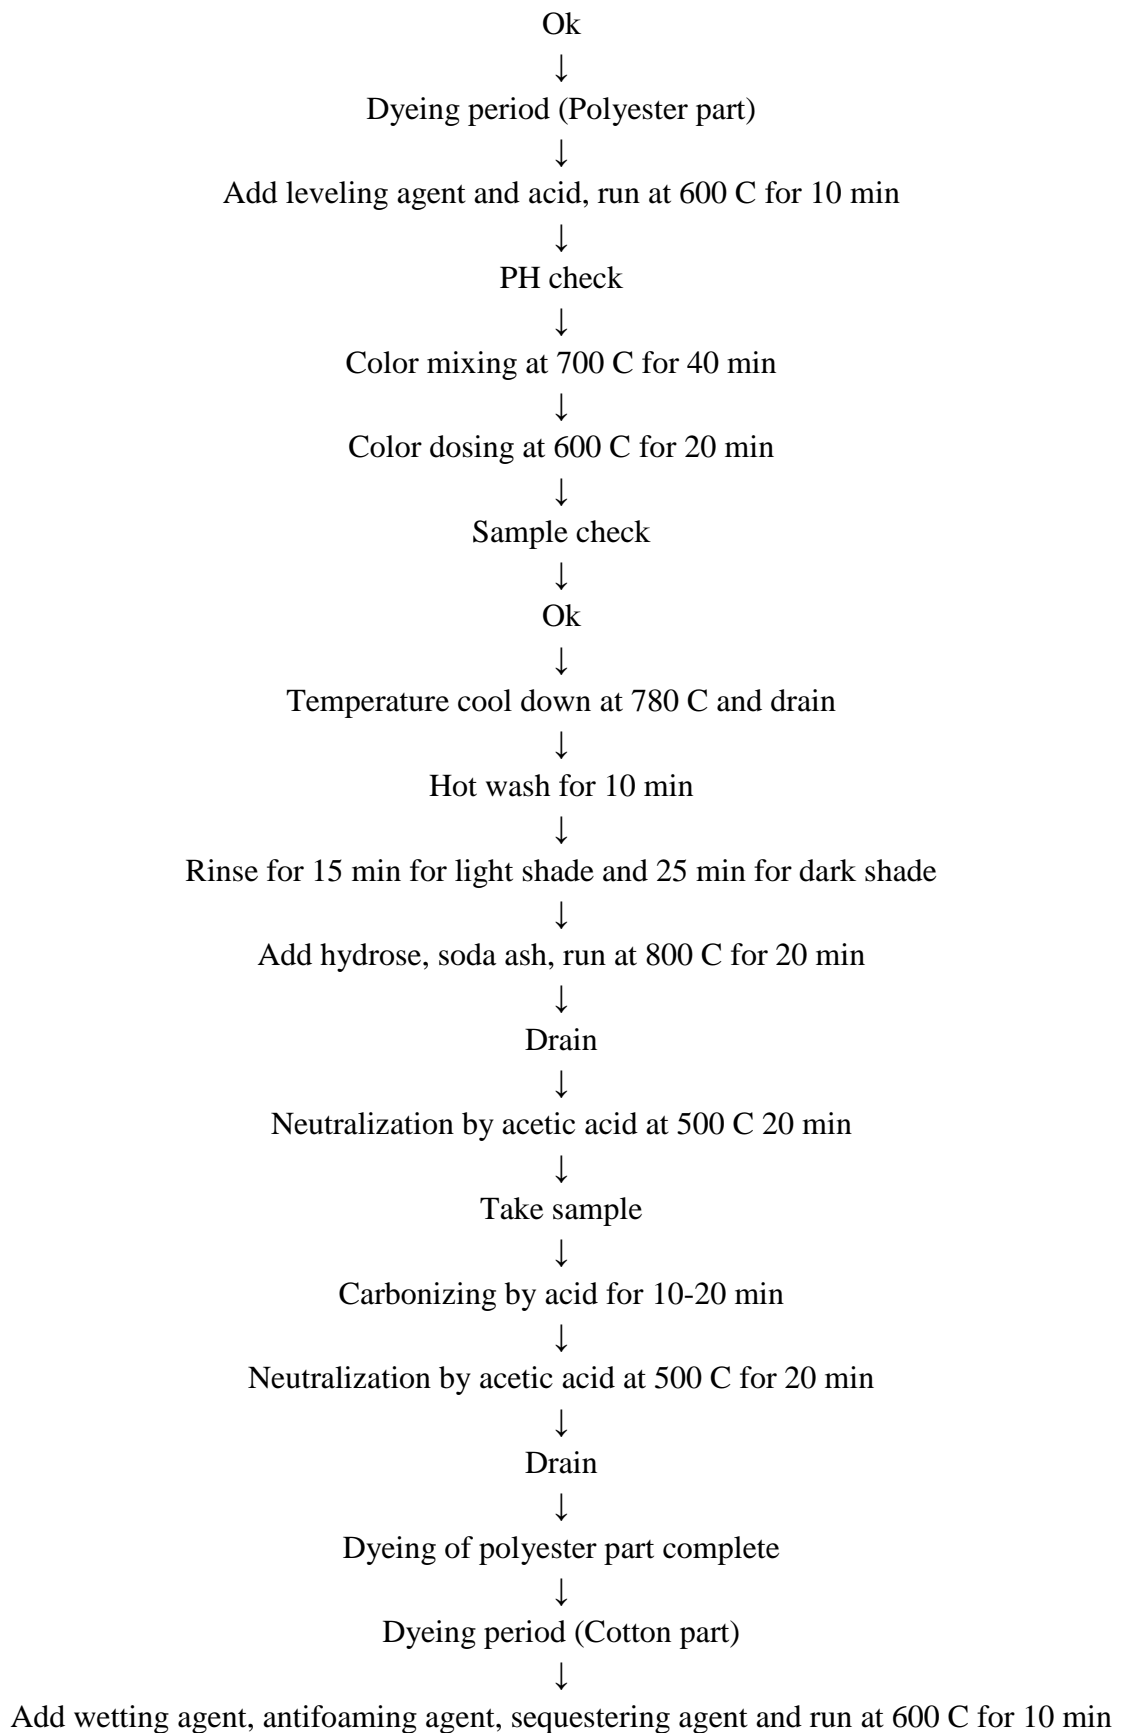 Ok
↓
Dyeing period (Polyester part)
↓
Add leveling agent and acid, run at 600 C for 10 min
↓
PH check
↓
Color mixing at 700 C for 40 min
↓
Color dosing at 600 C for 20 min
↓
Sample check
↓
Ok
↓
Temperature cool down at 780 C and drain
↓
Hot wash for 10 min
↓
Rinse for 15 min for light shade and 25 min for dark shade
↓
Add hydrose, soda ash, run at 800 C for 20 min
↓
Drain
↓
Neutralization by acetic acid at 500 C 20 min
↓
Take sample
↓
Carbonizing by acid for 10-20 min
↓
Neutralization by acetic acid at 500 C for 20 min
↓
Drain
↓
Dyeing of polyester part complete
↓
Dyeing period (Cotton part)
↓
Add wetting agent, antifoaming agent, sequestering agent and run at 600 C for 10 min